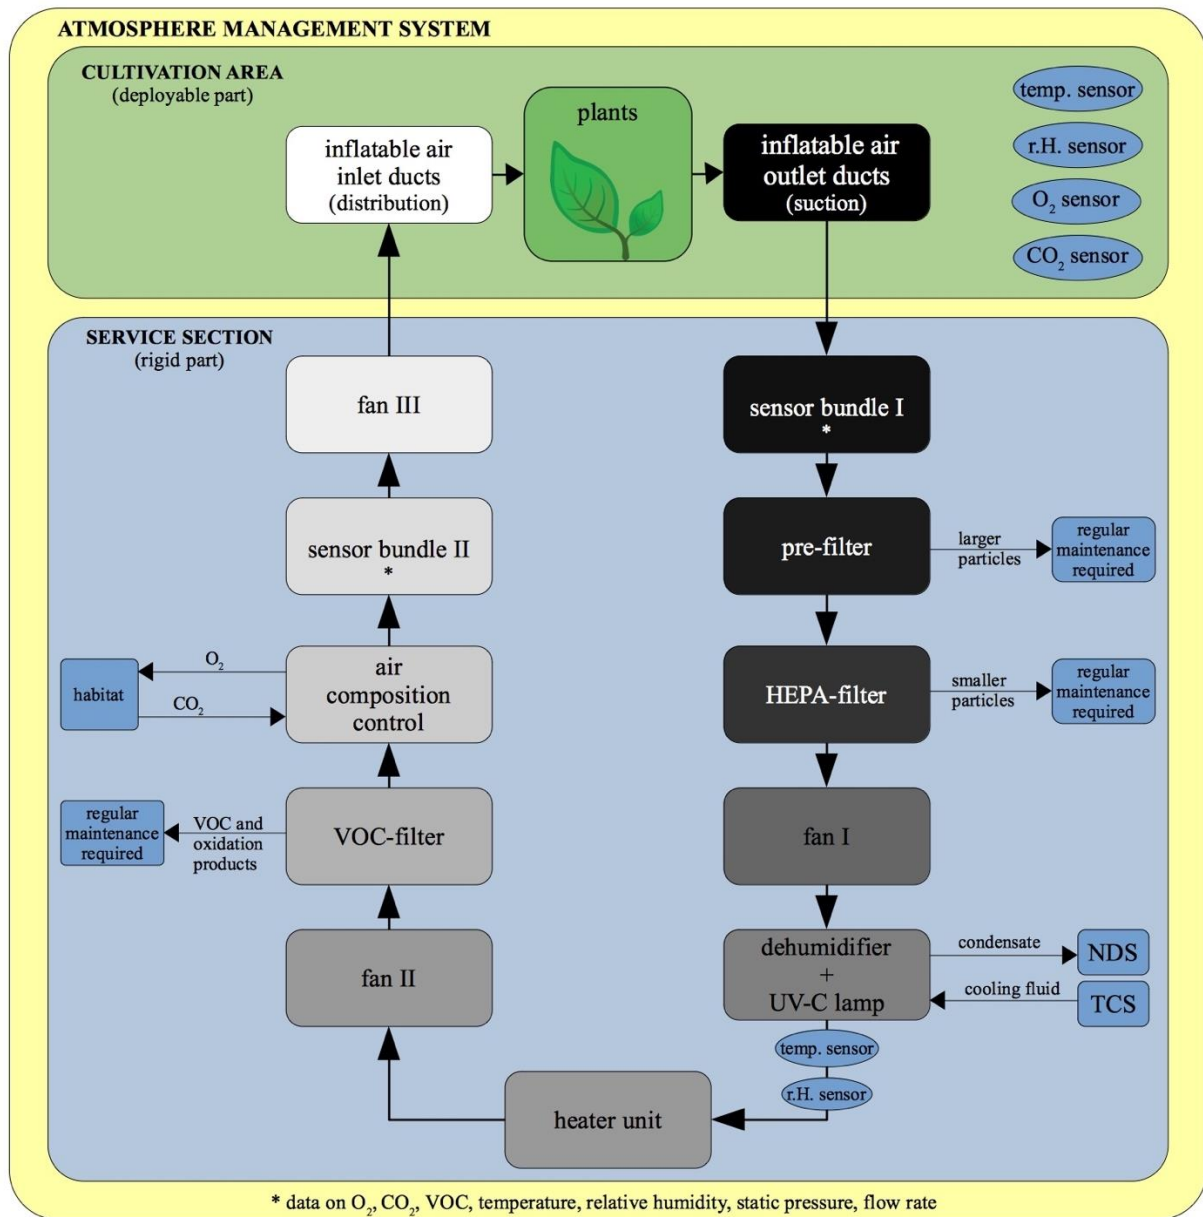 ATMOSPHERE MANAGEMENT SYSTEM
CULTIVATION AREA
(deployable part)
inflatable air
inlet ducts
(distribution)
plants
inflatable air
outlet ducts
(suction)
temp. sensor
r.H. sensor
O₂ sensor
CO₂ sensor
SERVICE SECTION
(rigid part)
fan III
sensor bundle I
*
sensor bundle II
*
pre-filter
larger
particles
regular
maintenance
required
habitat
O₂
CO₂
air
composition
control
HEPA-filter
smaller
particles
regular
maintenance
required
regular
maintenance
required
VOC and
oxidation
products
VOC-filter
fan I
fan II
dehumidifier
+
UV-C lamp
condensate
NDS
cooling fluid
TCS
temp. sensor
r.H. sensor
heater unit
* data on O₂, CO₂, VOC, temperature, relative humidity, static pressure, flow rate